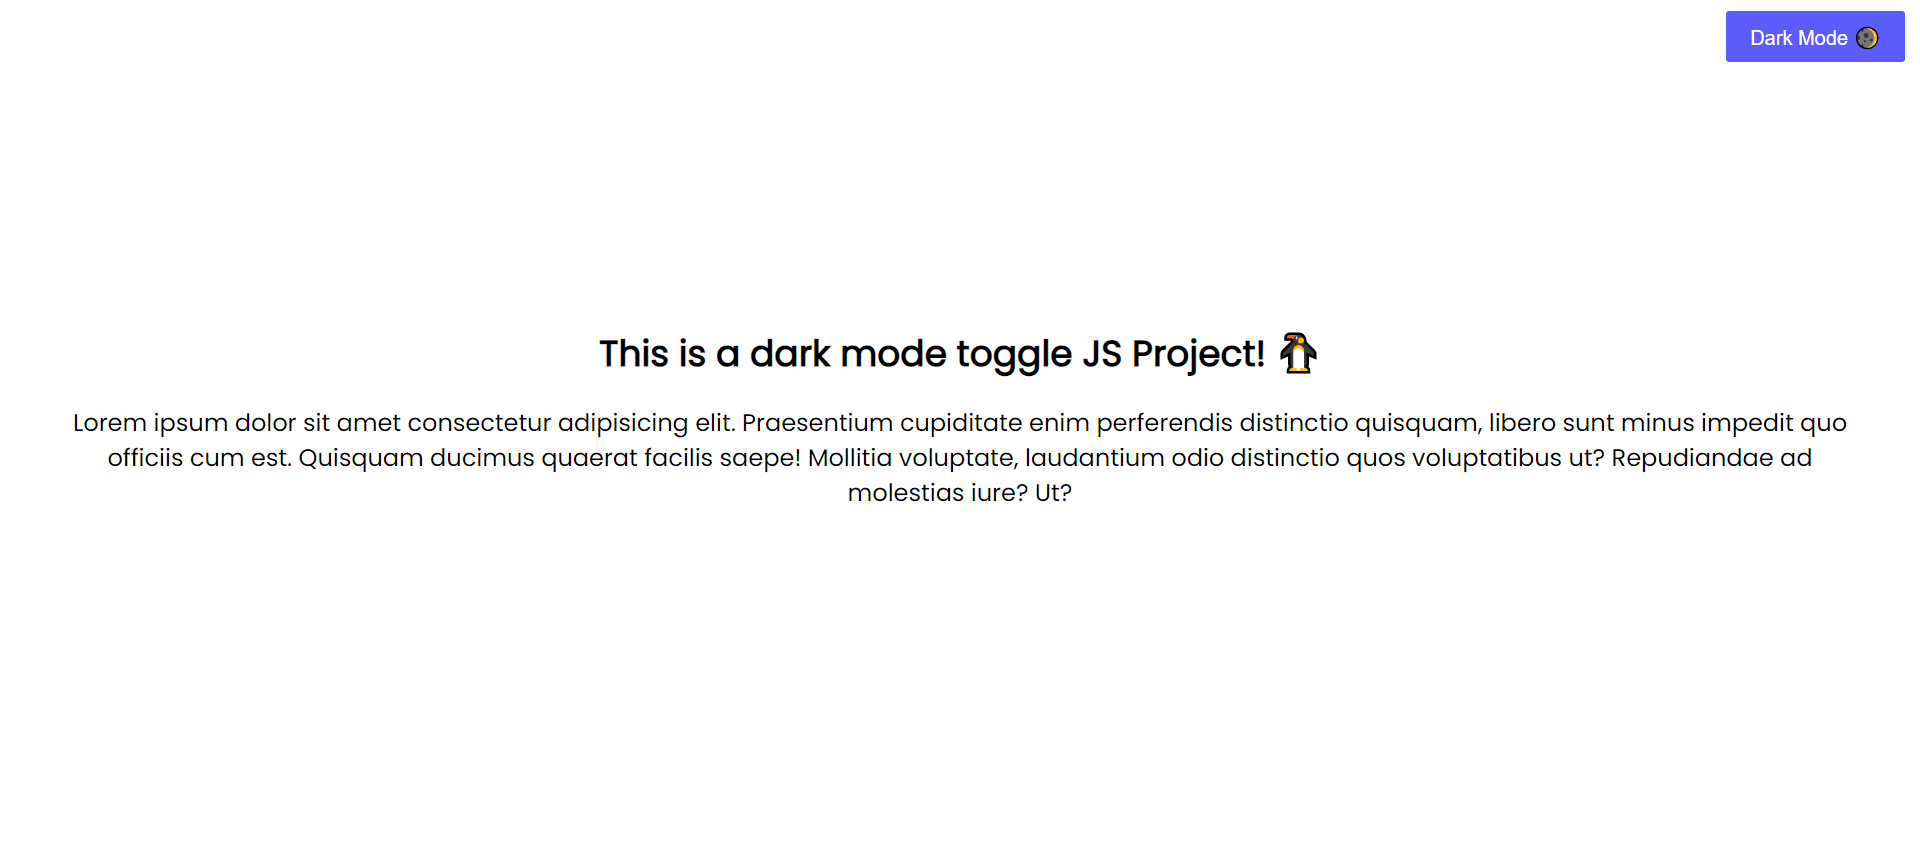 Dark Mode 🌒
This is a dark mode toggle JS Project! 🐧
Lorem ipsum dolor sit amet consectetur adipisicing elit. Praesentium cupiditate enim perferendis distinctio quisquam, libero sunt minus impedit quo
officiis cum est. Quisquam ducimus quaerat facilis saepe! Mollitia voluptate, laudantium odio distinctio quos voluptatibus ut? Repudiandae ad
molestias iure? Ut?